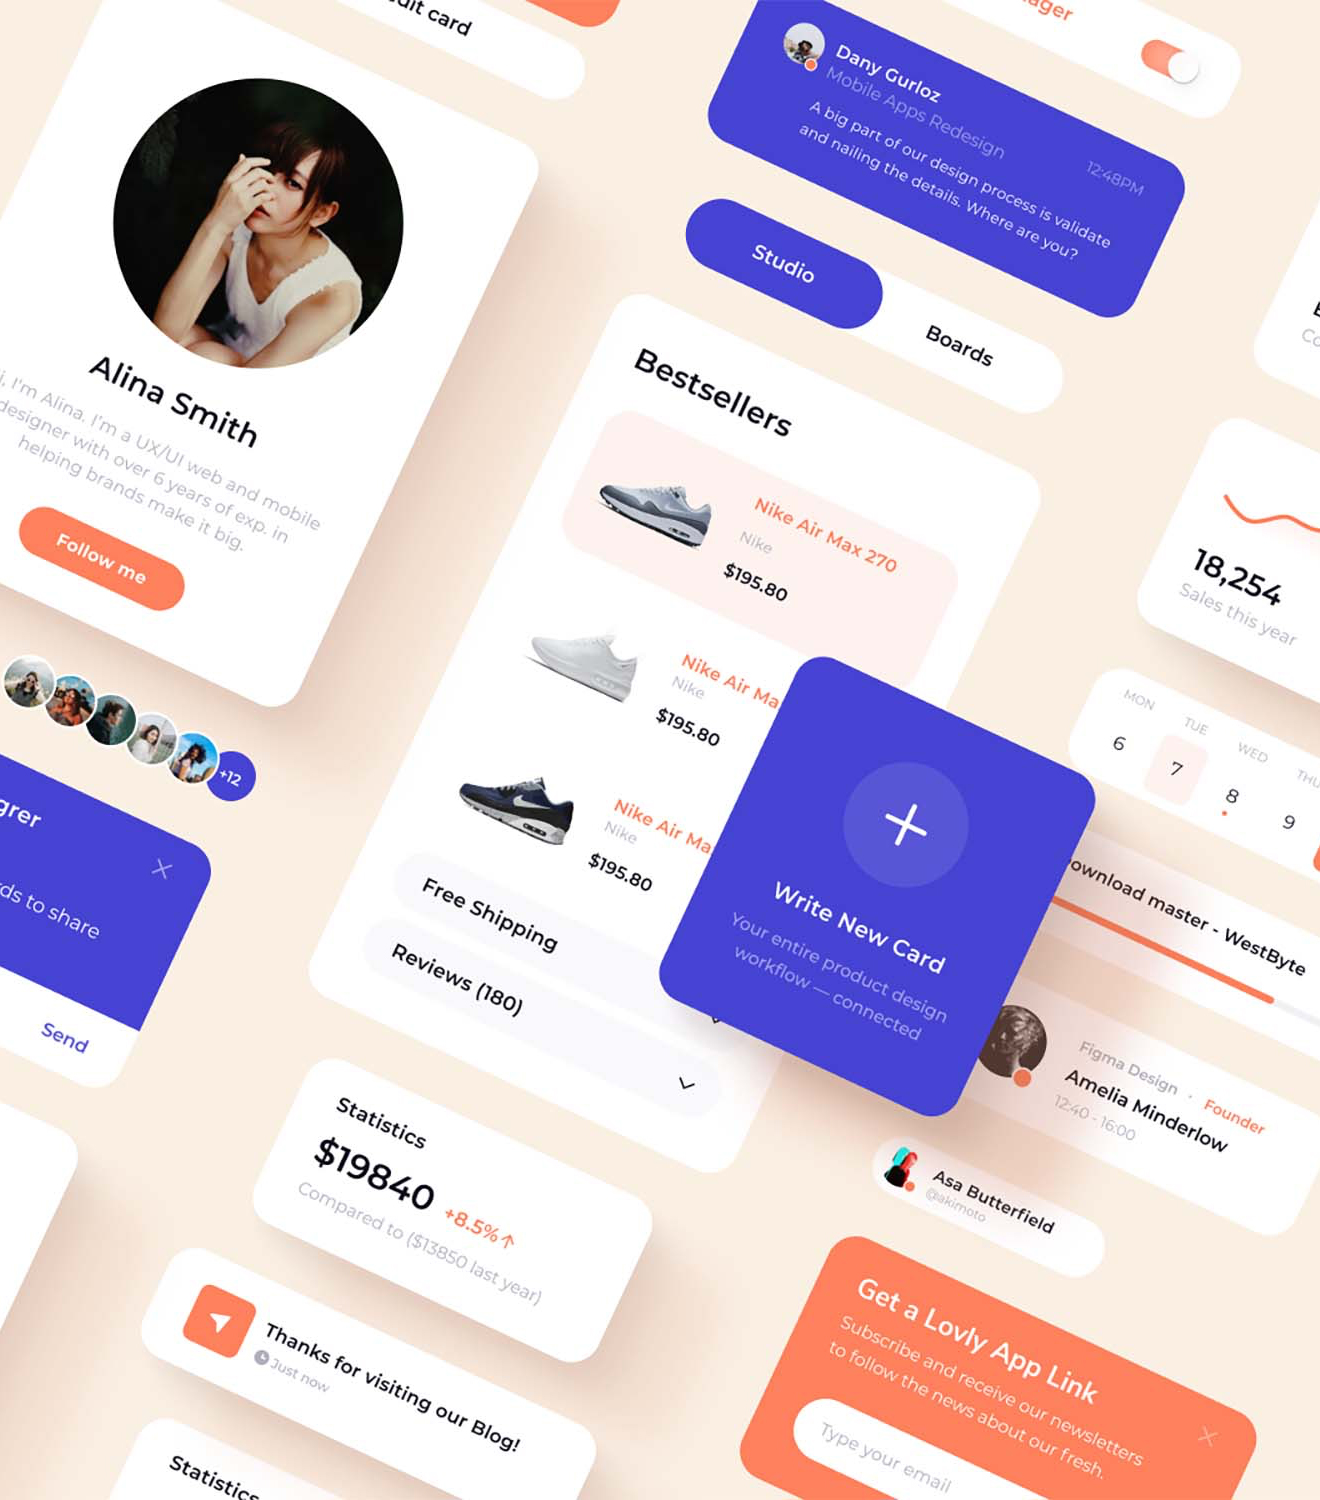 card
Dany Gurloz
Mobile Apps Redesign
12:48PM
A big part of our design process is validate
and nailing the details. Where are you?
Studio
Boards
Alina Smith
I'm Alina. I'm a UX/UI web and mobile
designer with over 6 years of exp. in
helping brands make it big.
Follow me
+12
to share
Send
Bestsellers
Nike Air Max 270
Nike
$195.80
Nike Air
Nike
$195.80
Nike Air
Nike
$195.80
Free Shipping
Reviews (180)
Write New Card
Your entire product design
workflow — connected
18,254
Sales this year
MON TUE WED THU
6 7 8 9
master - WestByte
Figma Design · Founder
Amelia Minderlow
12:40 - 16:00
Asa Butterfield
@akimoto
Statistics
$19840 +8.5%↑
Compared to ($13850 last year)
Thanks for visiting our Blog!
Just now
Statistics
Get a Lovly App Link
Subscribe and receive our newsletters
to follow the news about our fresh.
Type your email